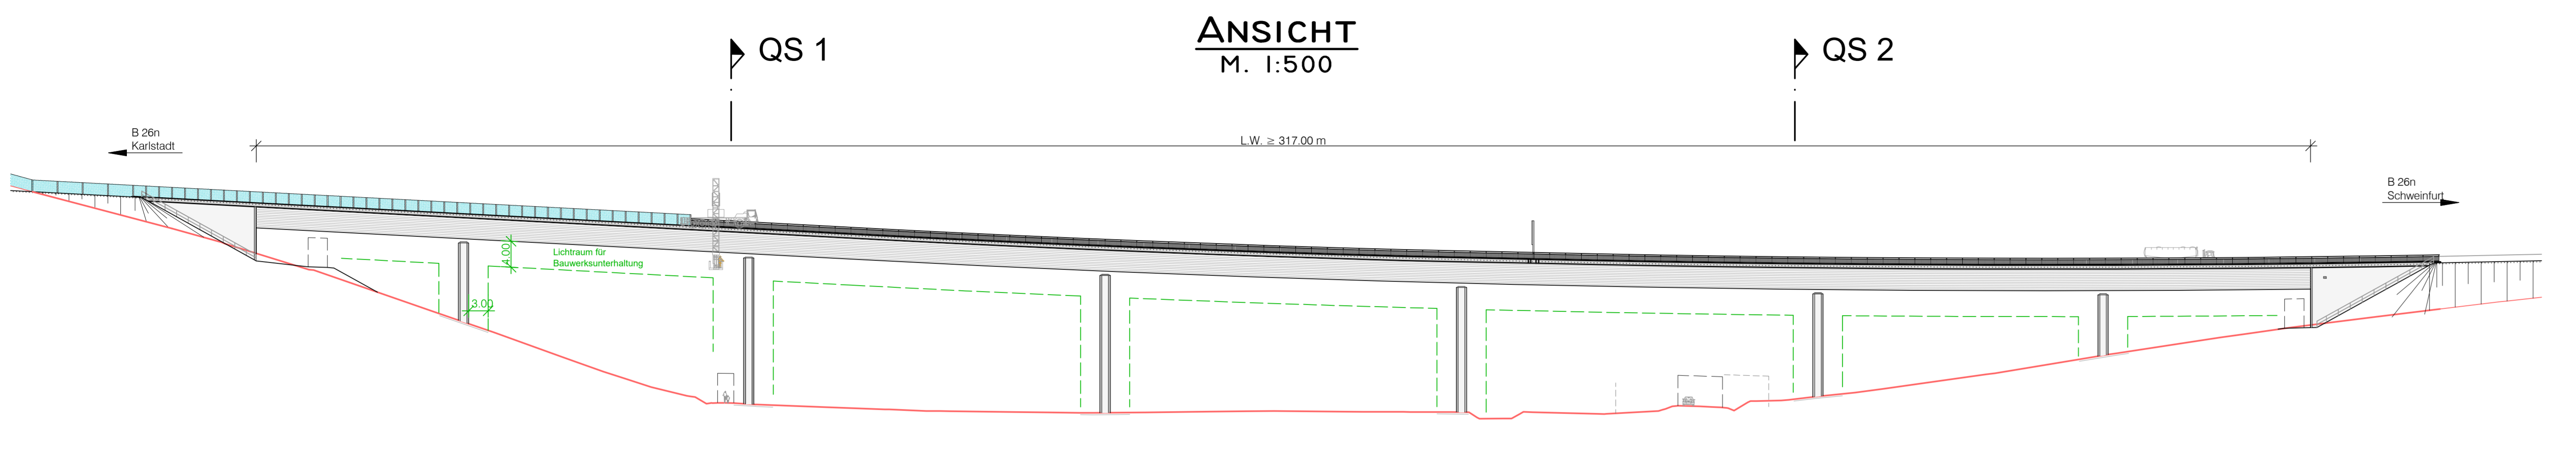 ANSICHT
M. 1:500
QS 1
QS 2
B 26n
Karlstadt
L.W. ≥ 317.00 m
B 26n
Schweinfurt
4.00
Lichtraum für
Bauwerksunterhaltung
3.00